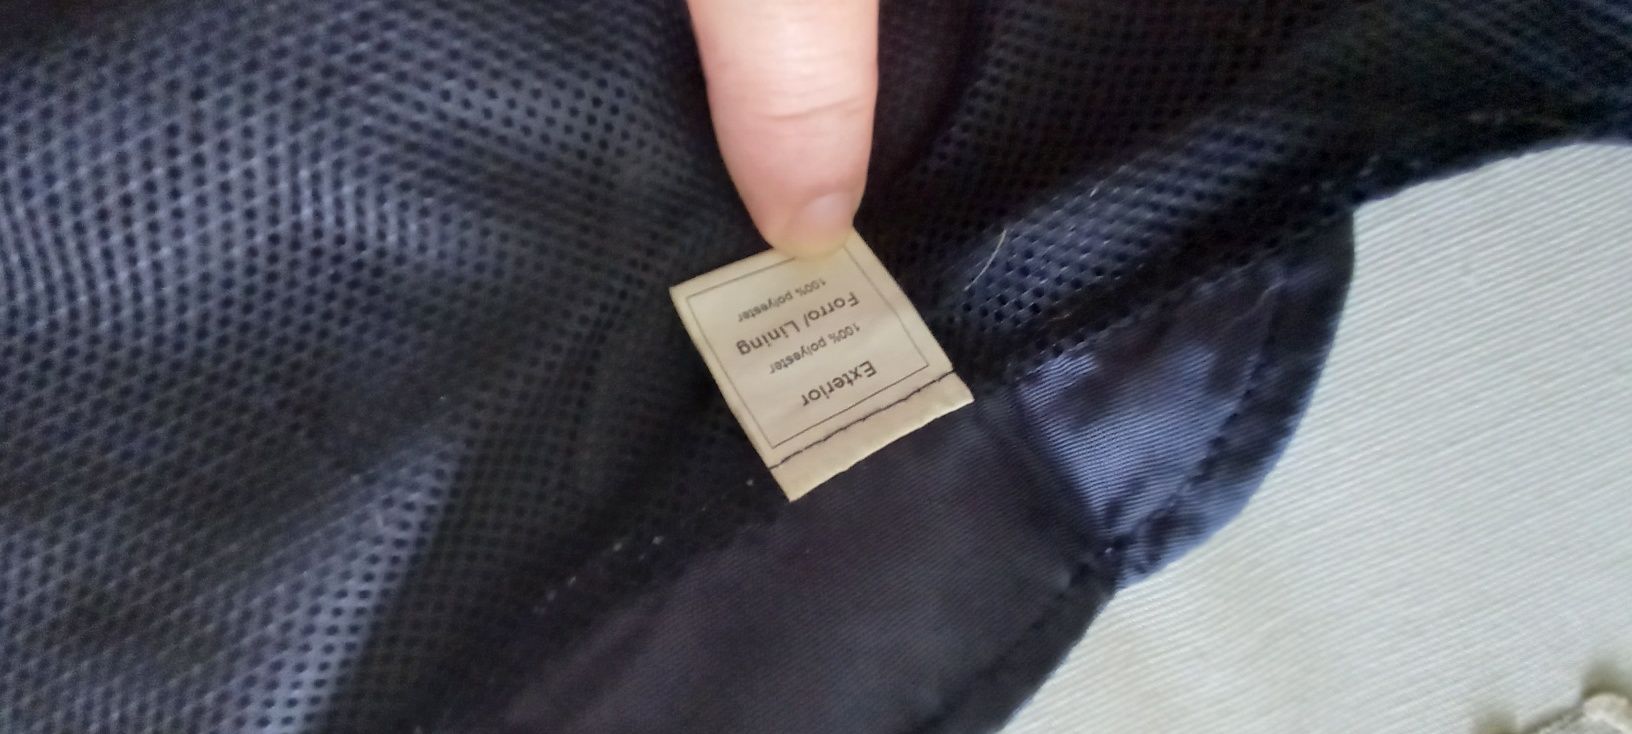 Exterior
100% polyester
Forro/ Lining
100% polyester